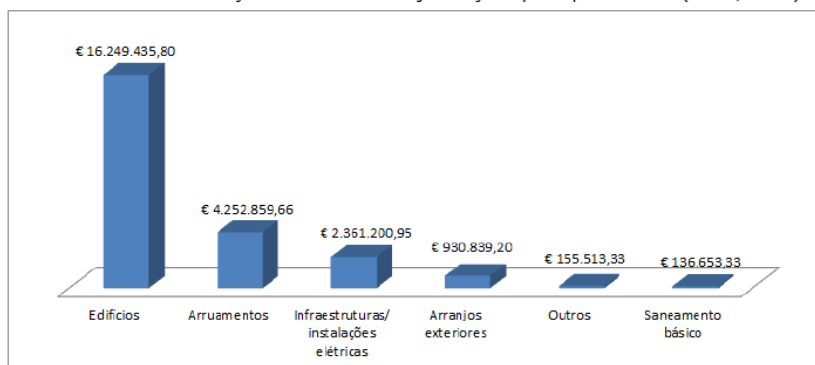 € 16.249.435,80
€ 4.252.859,66
€ 2.361.200,95
€ 930.839,20
€ 155.513,33
€ 136.653,33
Edifícios
Arruamentos
Infraestruturas/
instalações
elétricas
Arranjos
exteriores
Outros
Saneamento
básico